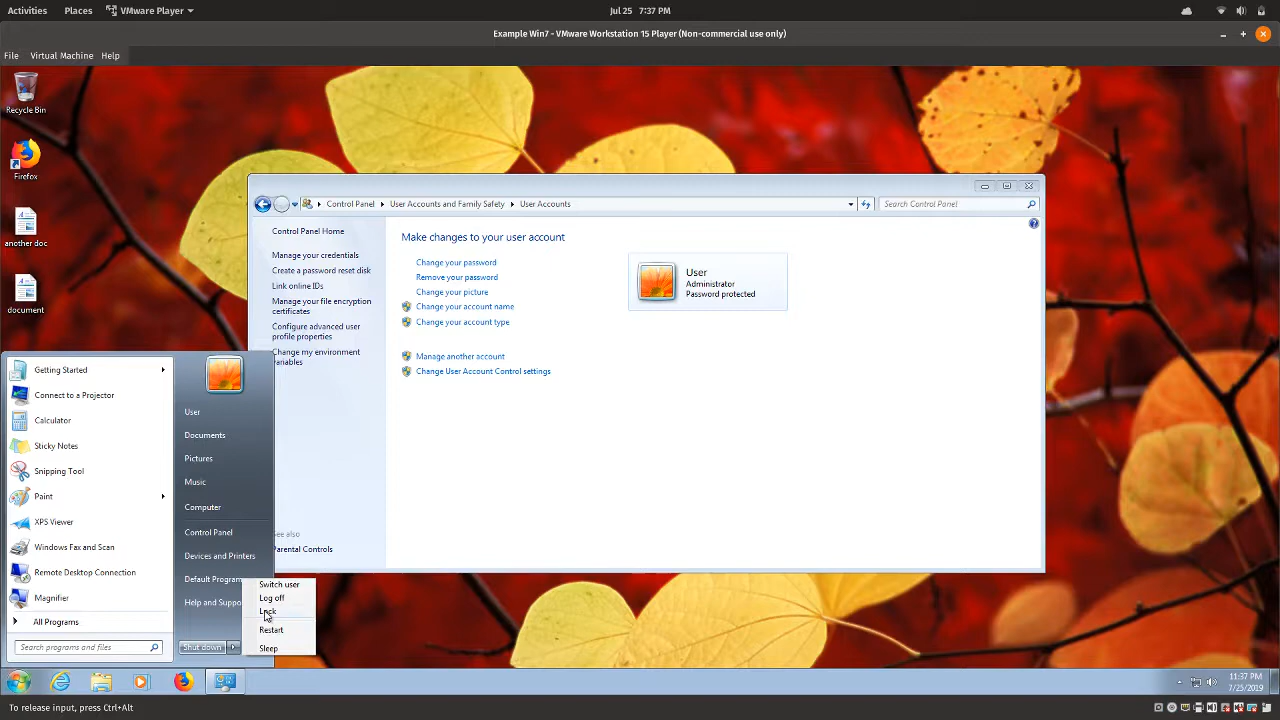 Activities Places VMware Player Jul 25 7:37 PM
Example Win7 - VMware Workstation 15 Player (Non-commercial use only)
File Virtual Machine Help
Recycle Bin
Firefox
another doc
document
Control Panel User Accounts and Family Safety User Accounts Search Control Panel
Control Panel Home
Manage your credentials
Create a password reset disk
Link online IDs
Manage your file encryption
certificates
Configure advanced user
profile properties
Change my environment
variables
See also
Parental Controls
Make changes to your user account
Change your password
Remove your password
Change your picture
Change your account name
Change your account type
Manage another account
Change User Account Control settings
User
Administrator
Password protected
Getting Started
Connect to a Projector
Calculator
Sticky Notes
Snipping Tool
Paint
XPS Viewer
Windows Fax and Scan
Remote Desktop Connection
Magnifier
All Programs
Search programs and files
User
Documents
Pictures
Music
Computer
Control Panel
Devices and Printers
Default Program
Help and Suppo
Shut down
Switch user
Log off
Lock
Restart
Sleep
11:37 PM
7/25/2019
To release input, press Ctrl+Alt